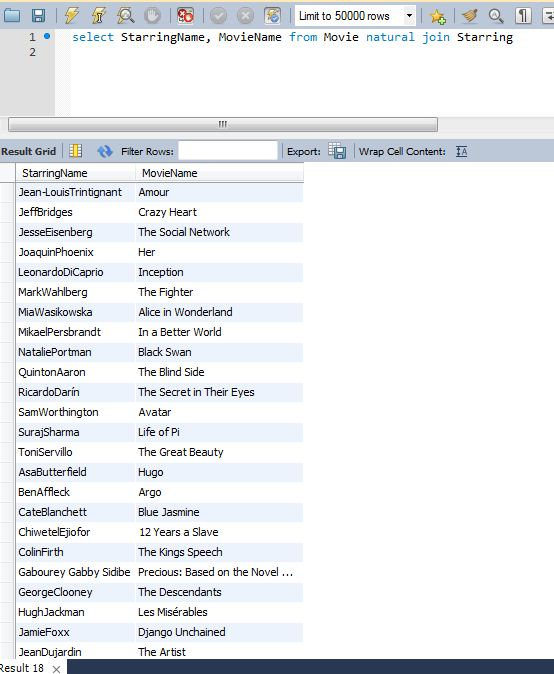 Limit to 50000 rows
1 select StarringName, MovieName from Movie natural join Starring
2
Result Grid Filter Rows: Export: Wrap Cell Content:
StarringName MovieName
Jean-LouisTrintignant Amour
JeffBridges Crazy Heart
JesseEisenberg The Social Network
JoaquinPhoenix Her
LeonardoDiCaprio Inception
MarkWahlberg The Fighter
MiaWasikowska Alice in Wonderland
MikaelPersbrandt In a Better World
NataliePortman Black Swan
QuintonAaron The Blind Side
RicardoDarín The Secret in Their Eyes
SamWorthington Avatar
SurajSharma Life of Pi
ToniServillo The Great Beauty
AsaButterfield Hugo
BenAffleck Argo
CateBlanchett Blue Jasmine
ChiwetelEjiofor 12 Years a Slave
ColinFirth The Kings Speech
Gabourey Gabby Sidibe Precious: Based on the Novel ...
GeorgeClooney The Descendants
HughJackman Les Misérables
JamieFoxx Django Unchained
JeanDujardin The Artist
Result 18